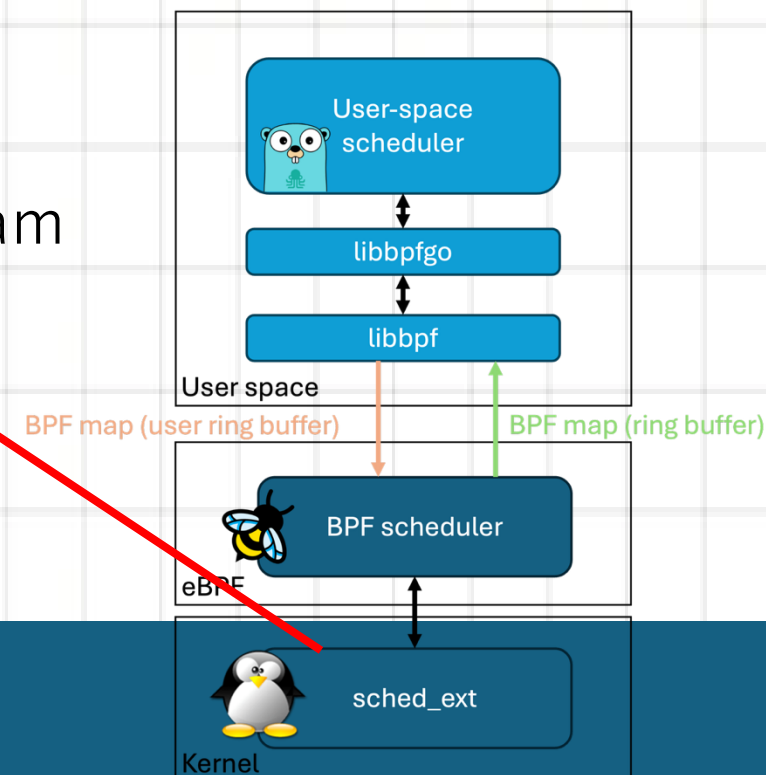 User-space
scheduler
am
libbpfgo
libbpf
User space
BPF map (user ring buffer)
BPF map (ring buffer)
BPF scheduler
eBPF
sched_ext
Kernel